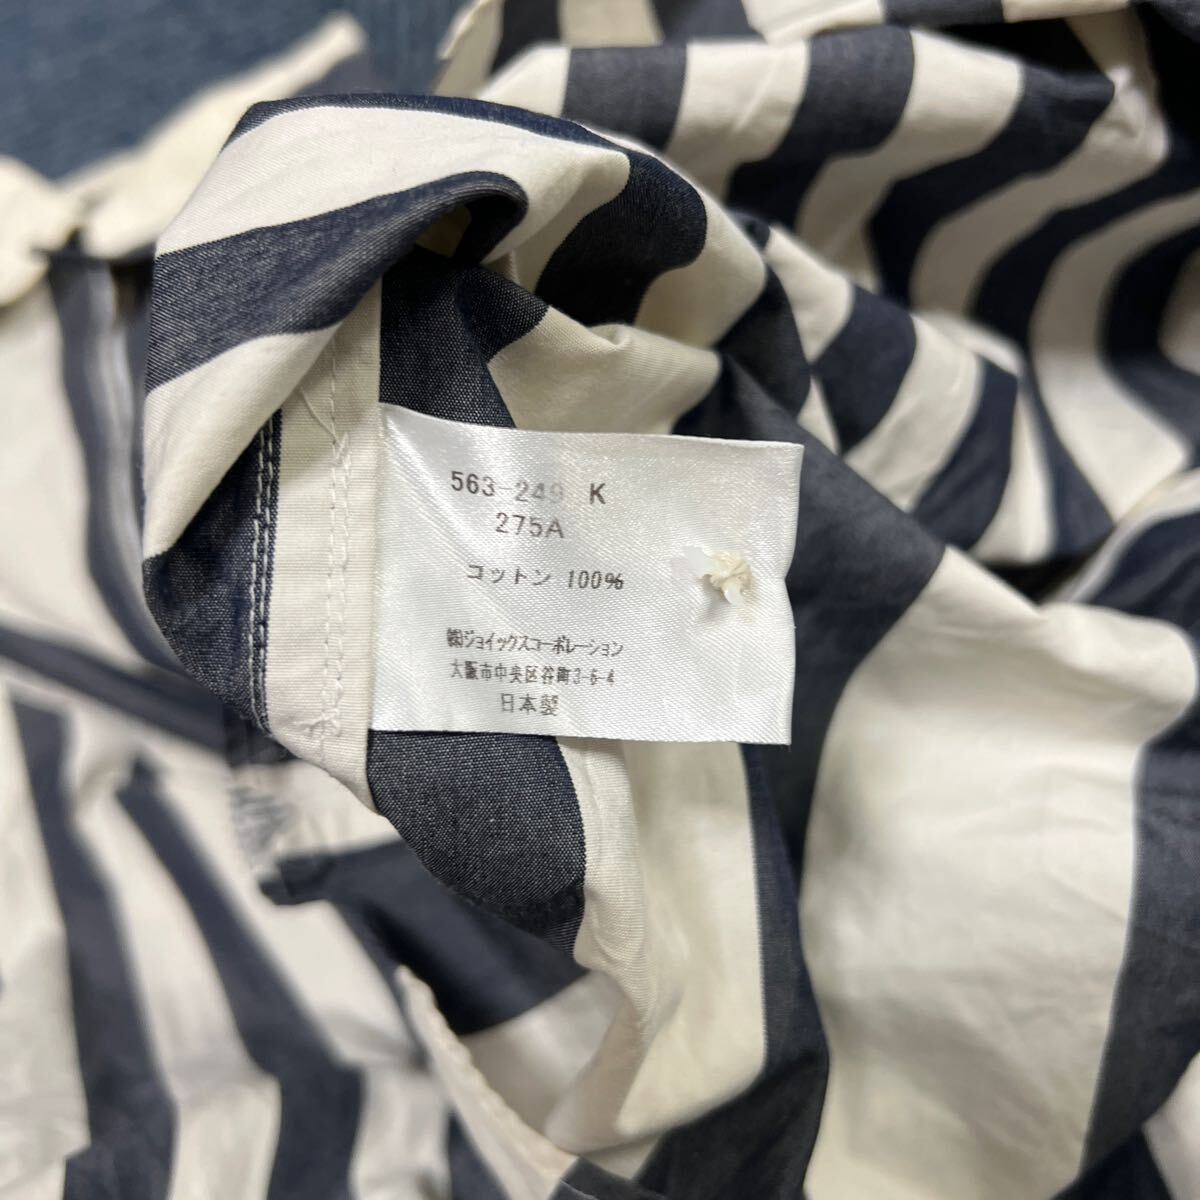 563-249 K
275A
コットン 100%
㈱ジョイックスコーポレーション
大阪市中央区谷町3-6-4
日本製